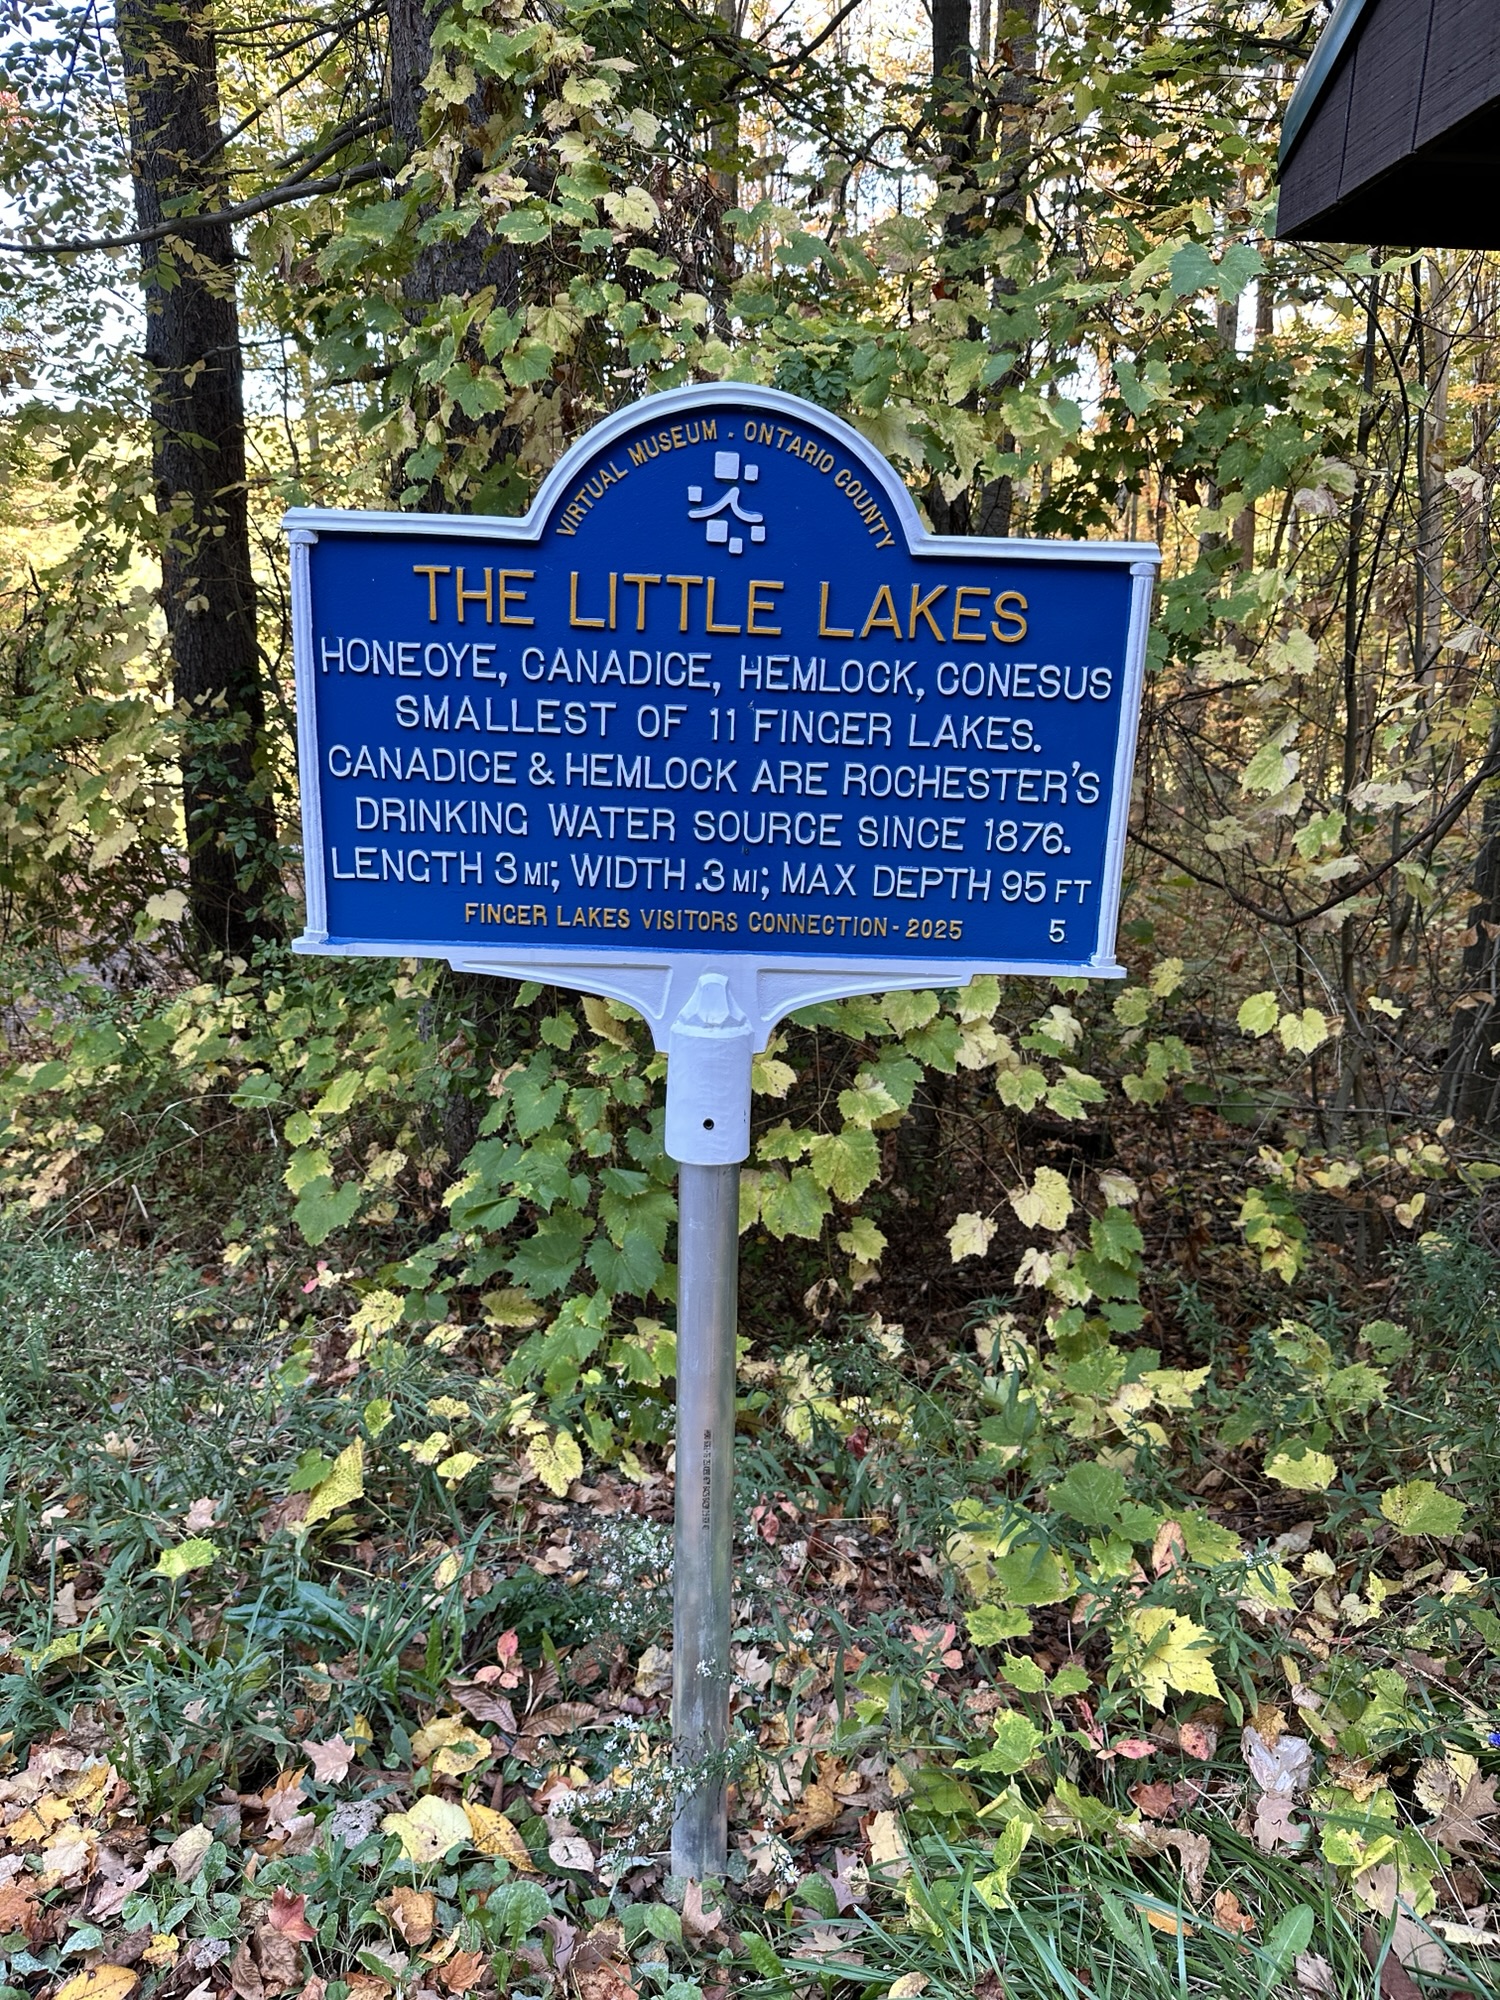 VIRTUAL MUSEUM · ONTARIO COUNTY
THE LITTLE LAKES
HONEOYE, CANADICE, HEMLOCK, CONESUS
SMALLEST OF 11 FINGER LAKES.
CANADICE & HEMLOCK ARE ROCHESTER'S
DRINKING WATER SOURCE SINCE 1876.
LENGTH 3 MI; WIDTH .3 MI; MAX DEPTH 95 FT
FINGER LAKES VISITORS CONNECTION - 2025
5